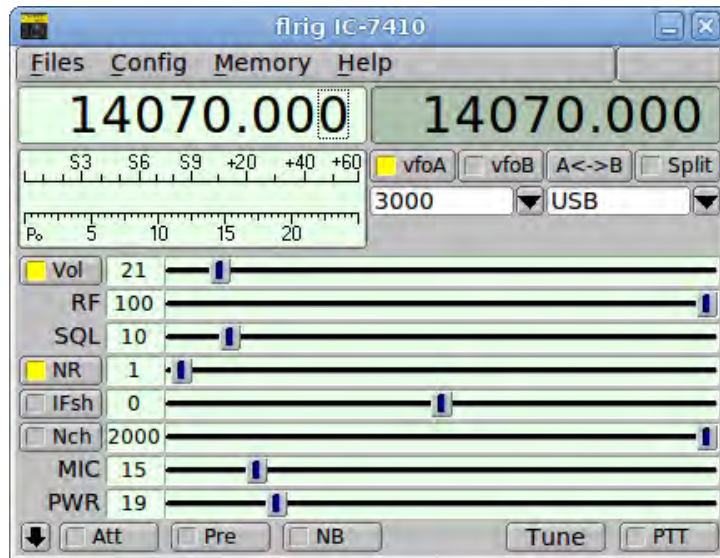 flrig IC-7410
Files Config Memory Help
14070.000 14070.000
S3 S6 S9 +20 +40 +60
vfoA vfoB A<->B Split
3000 USB
Po 5 10 15 20
Vol 21
RF 100
SQL 10
NR 1
IFsh 0
Nch 2000
MIC 15
PWR 19
Att Pre NB Tune PTT